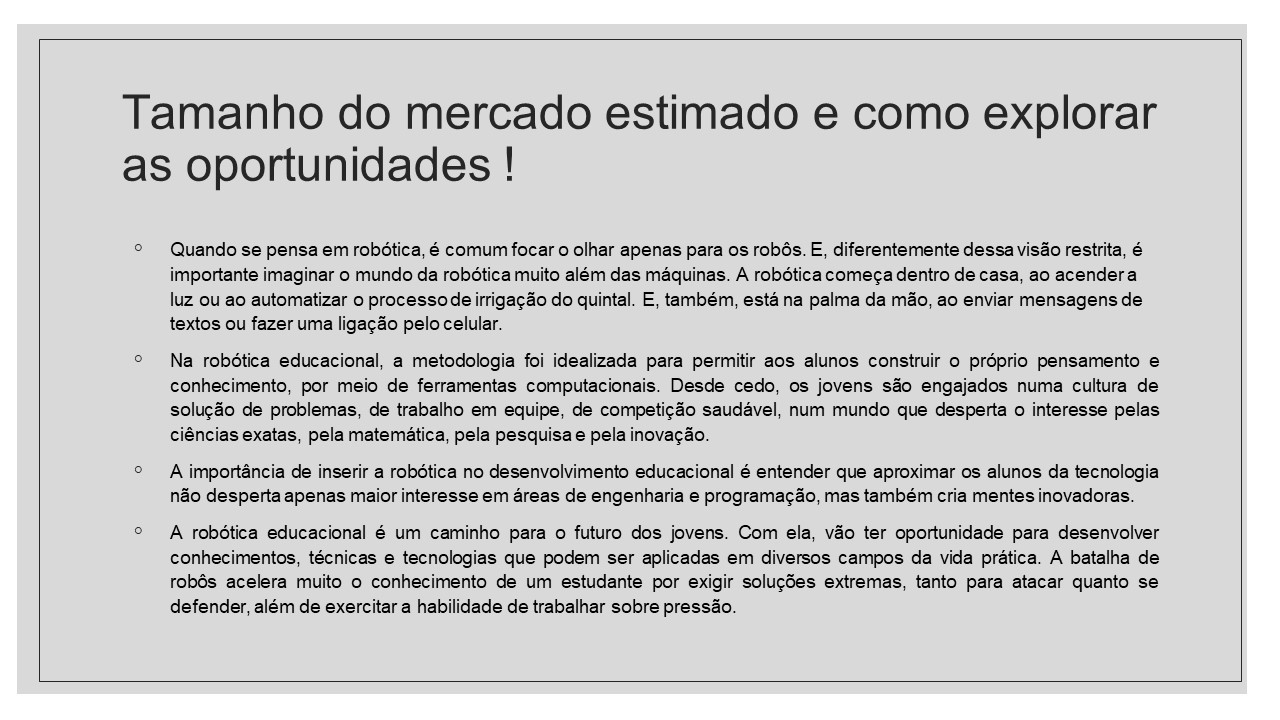 Tamanho do mercado estimado e como explorar
as oportunidades !
◦ Quando se pensa em robótica, é comum focar o olhar apenas para os robôs. E, diferentemente dessa visão restrita, é
importante imaginar o mundo da robótica muito além das máquinas. A robótica começa dentro de casa, ao acender a
luz ou ao automatizar o processo de irrigação do quintal. E, também, está na palma da mão, ao enviar mensagens de
textos ou fazer uma ligação pelo celular.
◦ Na robótica educacional, a metodologia foi idealizada para permitir aos alunos construir o próprio pensamento e
conhecimento, por meio de ferramentas computacionais. Desde cedo, os jovens são engajados numa cultura de
solução de problemas, de trabalho em equipe, de competição saudável, num mundo que desperta o interesse pelas
ciências exatas, pela matemática, pela pesquisa e pela inovação.
◦ A importância de inserir a robótica no desenvolvimento educacional é entender que aproximar os alunos da tecnologia
não desperta apenas maior interesse em áreas de engenharia e programação, mas também cria mentes inovadoras.
◦ A robótica educacional é um caminho para o futuro dos jovens. Com ela, vão ter oportunidade para desenvolver
conhecimentos, técnicas e tecnologias que podem ser aplicadas em diversos campos da vida prática. A batalha de
robôs acelera muito o conhecimento de um estudante por exigir soluções extremas, tanto para atacar quanto se
defender, além de exercitar a habilidade de trabalhar sobre pressão.